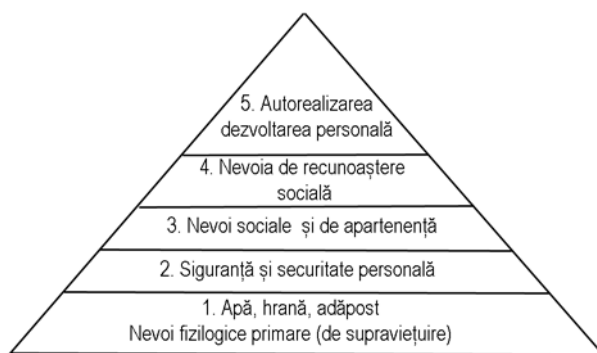 5. Autorealizarea
dezvoltarea personală
4. Nevoia de recunoaștere
socială
3. Nevoi sociale și de apartenență
2. Siguranță și securitate personală
1. Apă, hrană, adăpost
Nevoi fizilogice primare (de supraviețuire)